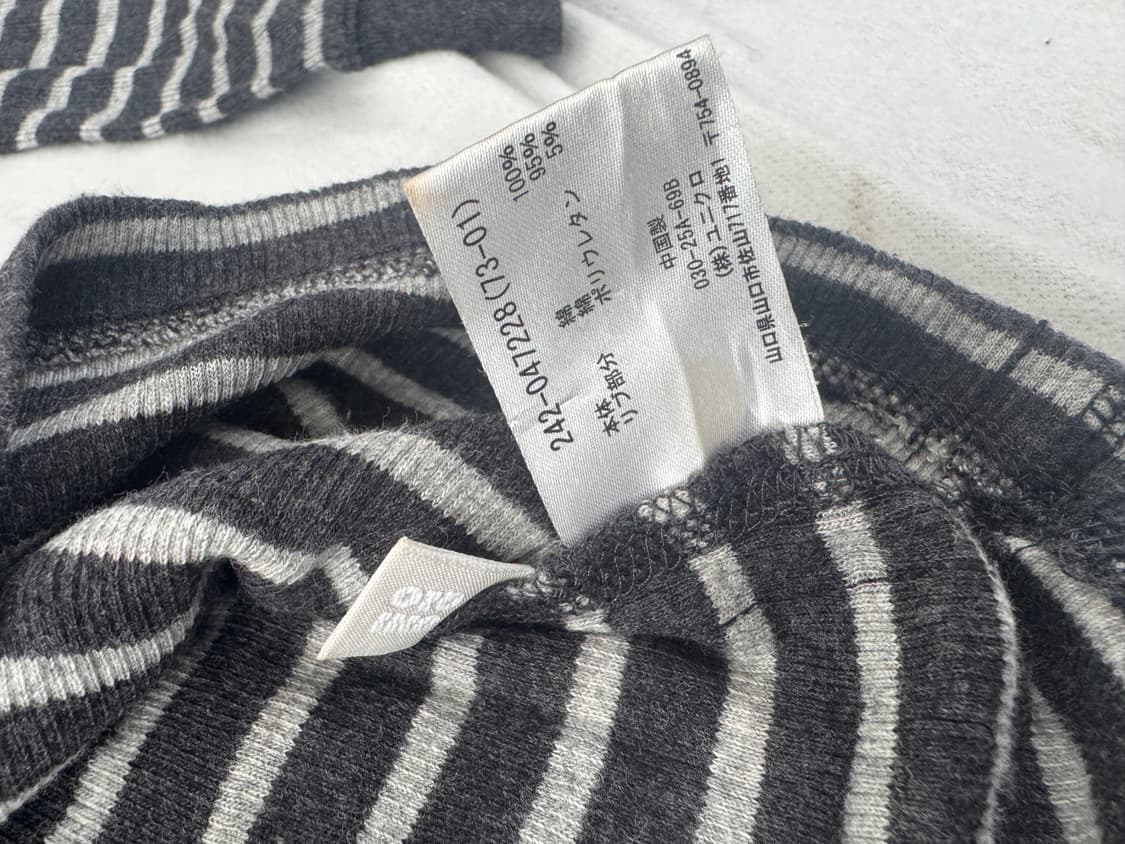 242-047228(73-01)
本体 綿 100%
リブ部分 綿 95%
ポリウレタン 5%
中国製
030-25A-69B
(株)ユニクロ
山口県山口市佐山717番地1 〒754-0894